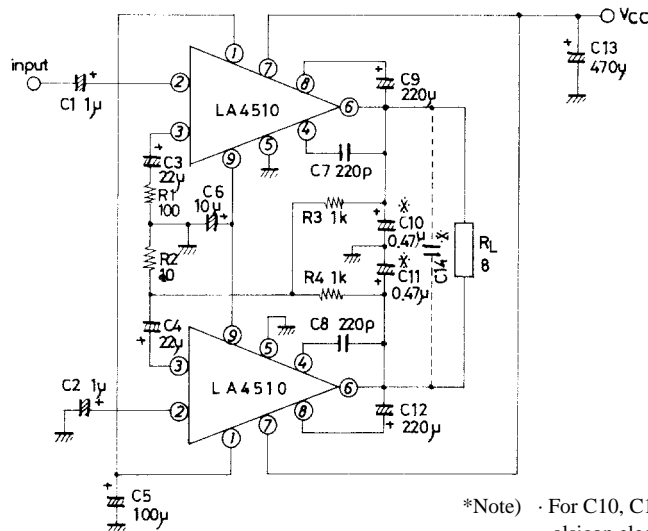 VCC
C13
470μ
input
C1 1μ
①
⑦
⑧
②
LA4510
⑥
C9
220μ
③
④
⑤
⑨
C3
22μ
C7 220p
R1
100
C6
10μ
R3 1k
※
C10
0.47μ
※
C14
RL
8
R2
10
※
C11
0.47μ
R4 1k
C8 220p
C4
22μ
⑨
⑤
④
③
LA4510
⑥
C2 1μ
②
⑧
①
⑦
C12
220μ
C5
100μ
*Note) · For C10, C1